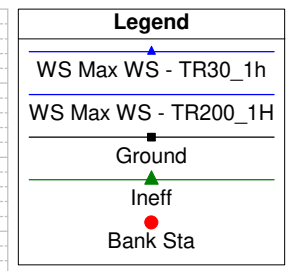 Legend
WS Max WS - TR30_1h
WS Max WS - TR200_1H
Ground
Ineff
Bank Sta